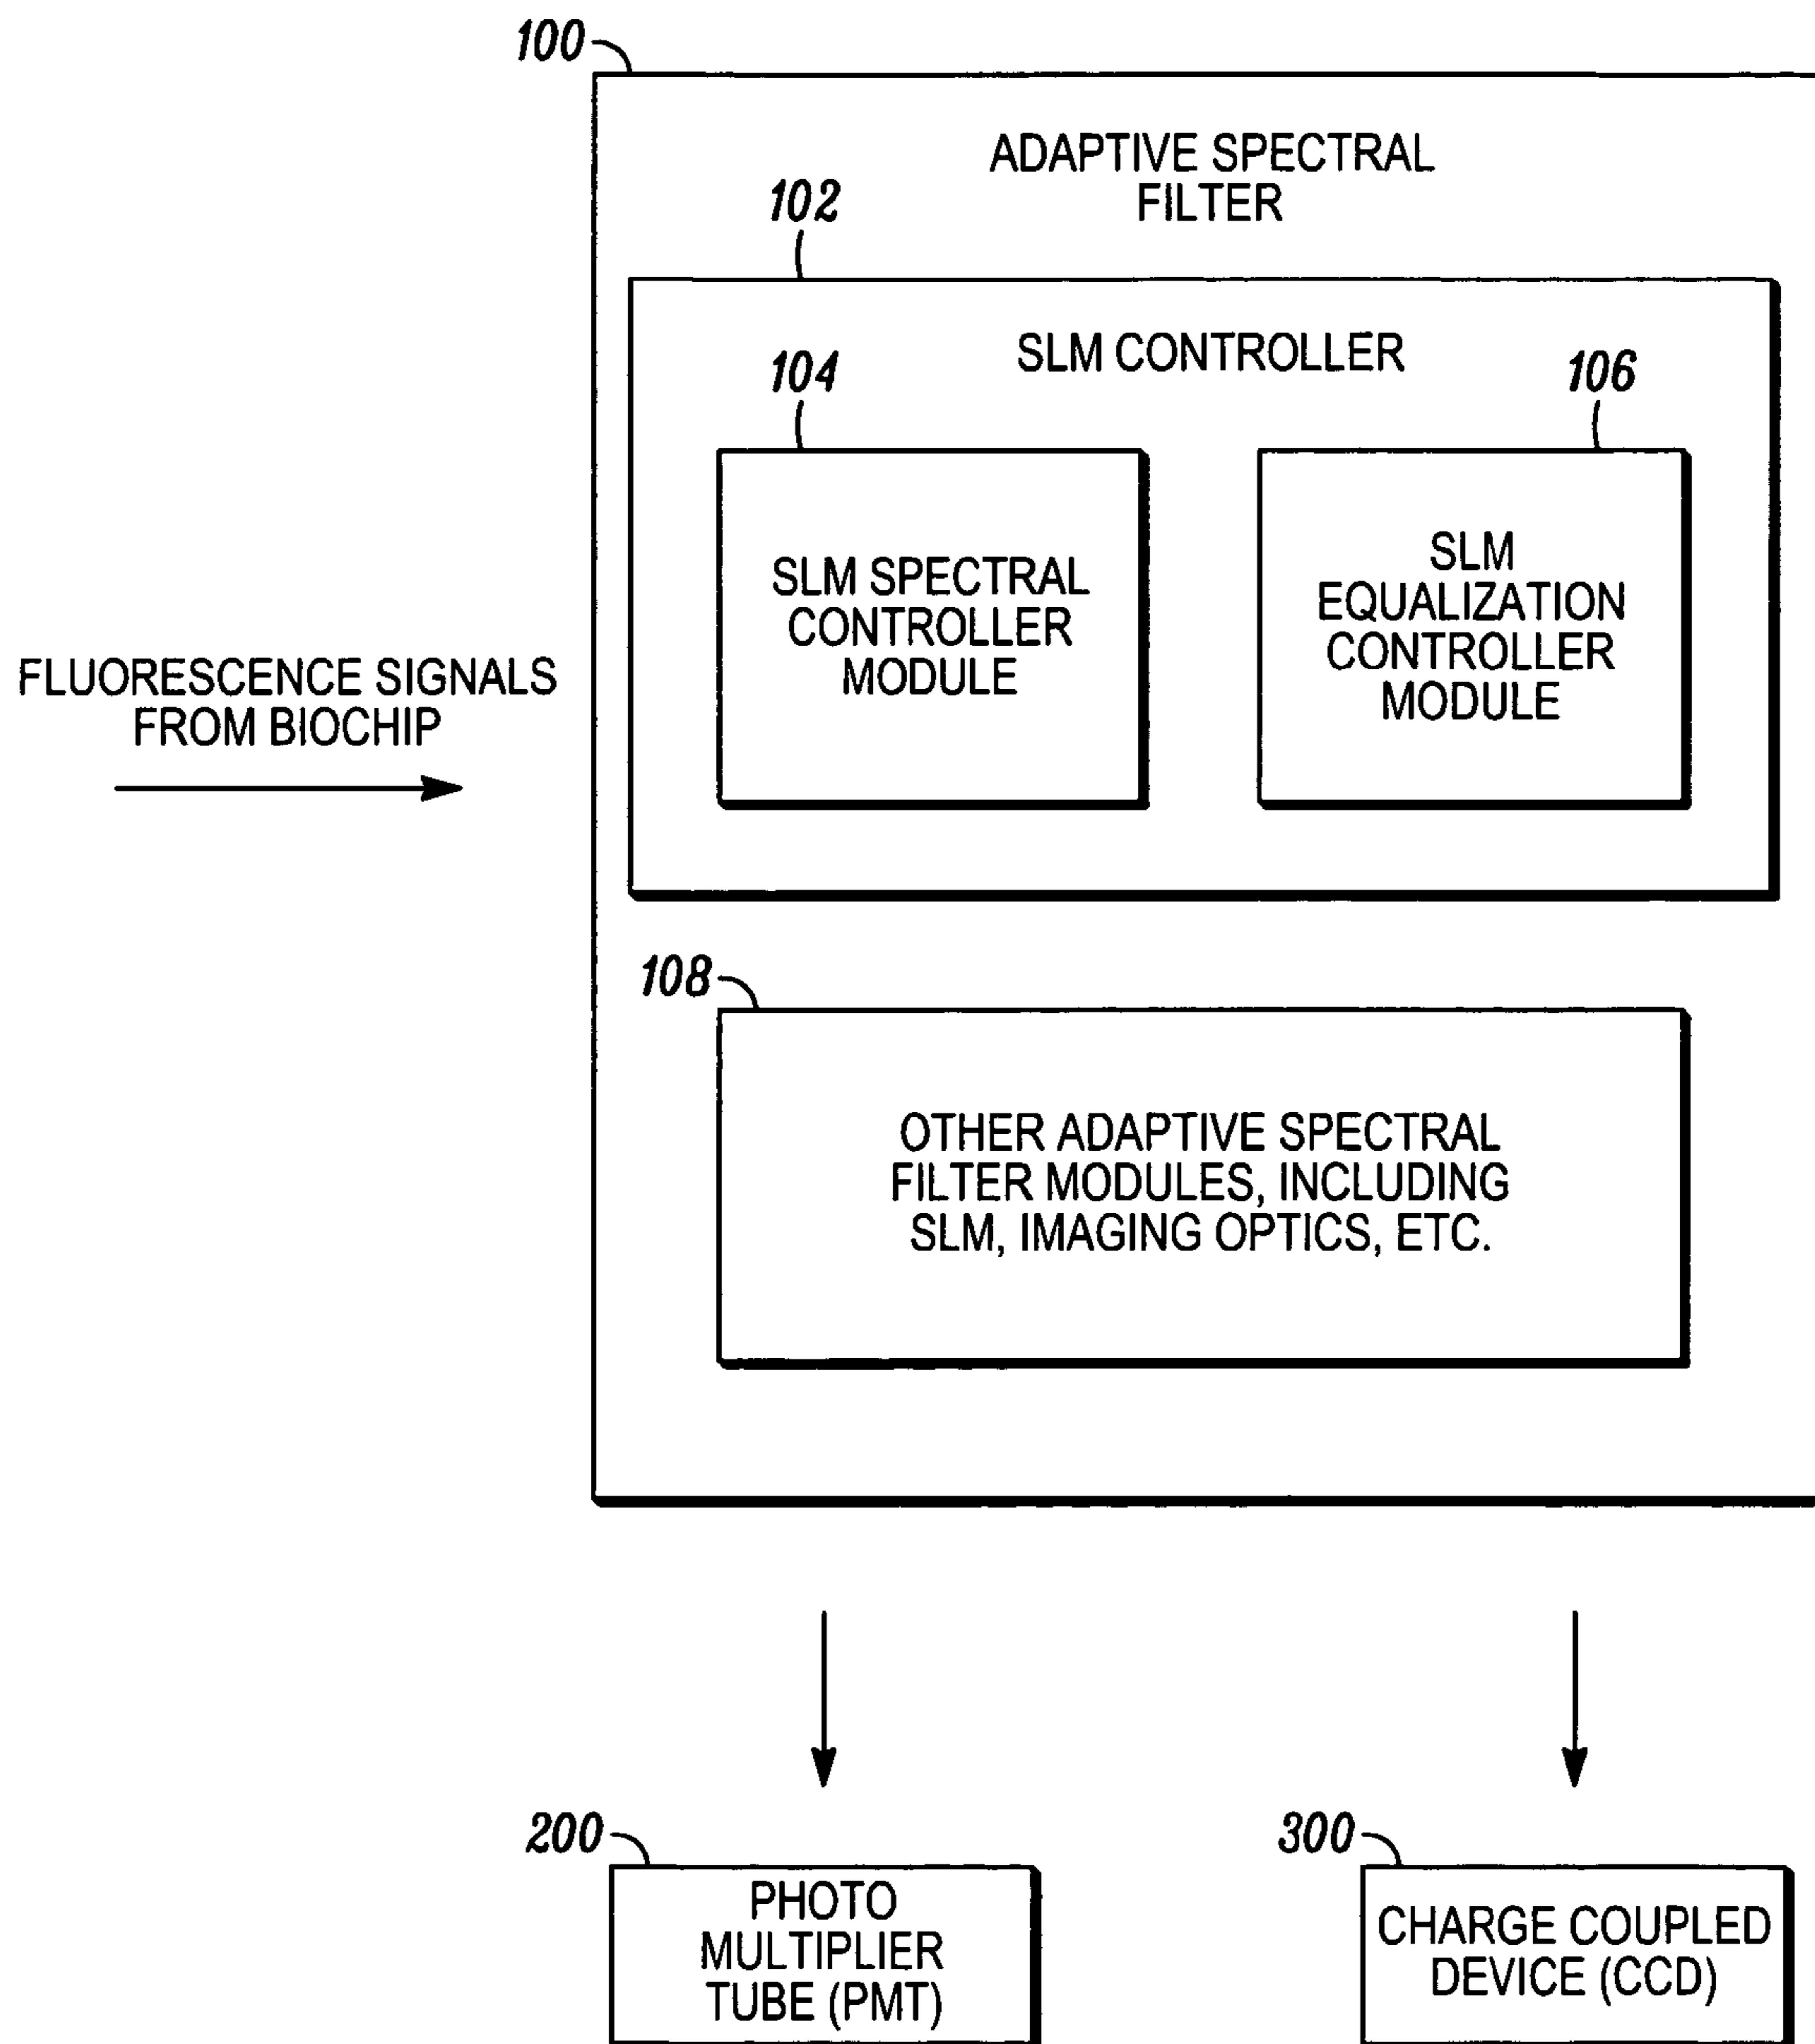 100
ADAPTIVE SPECTRAL
FILTER
102
SLM CONTROLLER
104
106
SLM SPECTRAL
CONTROLLER
MODULE
SLM
EQUALIZATION
CONTROLLER
MODULE
FLUORESCENCE SIGNALS
FROM BIOCHIP
108
OTHER ADAPTIVE SPECTRAL
FILTER MODULES, INCLUDING
SLM, IMAGING OPTICS, ETC.
200
PHOTO
MULTIPLIER
TUBE (PMT)
300
CHARGE COUPLED
DEVICE (CCD)